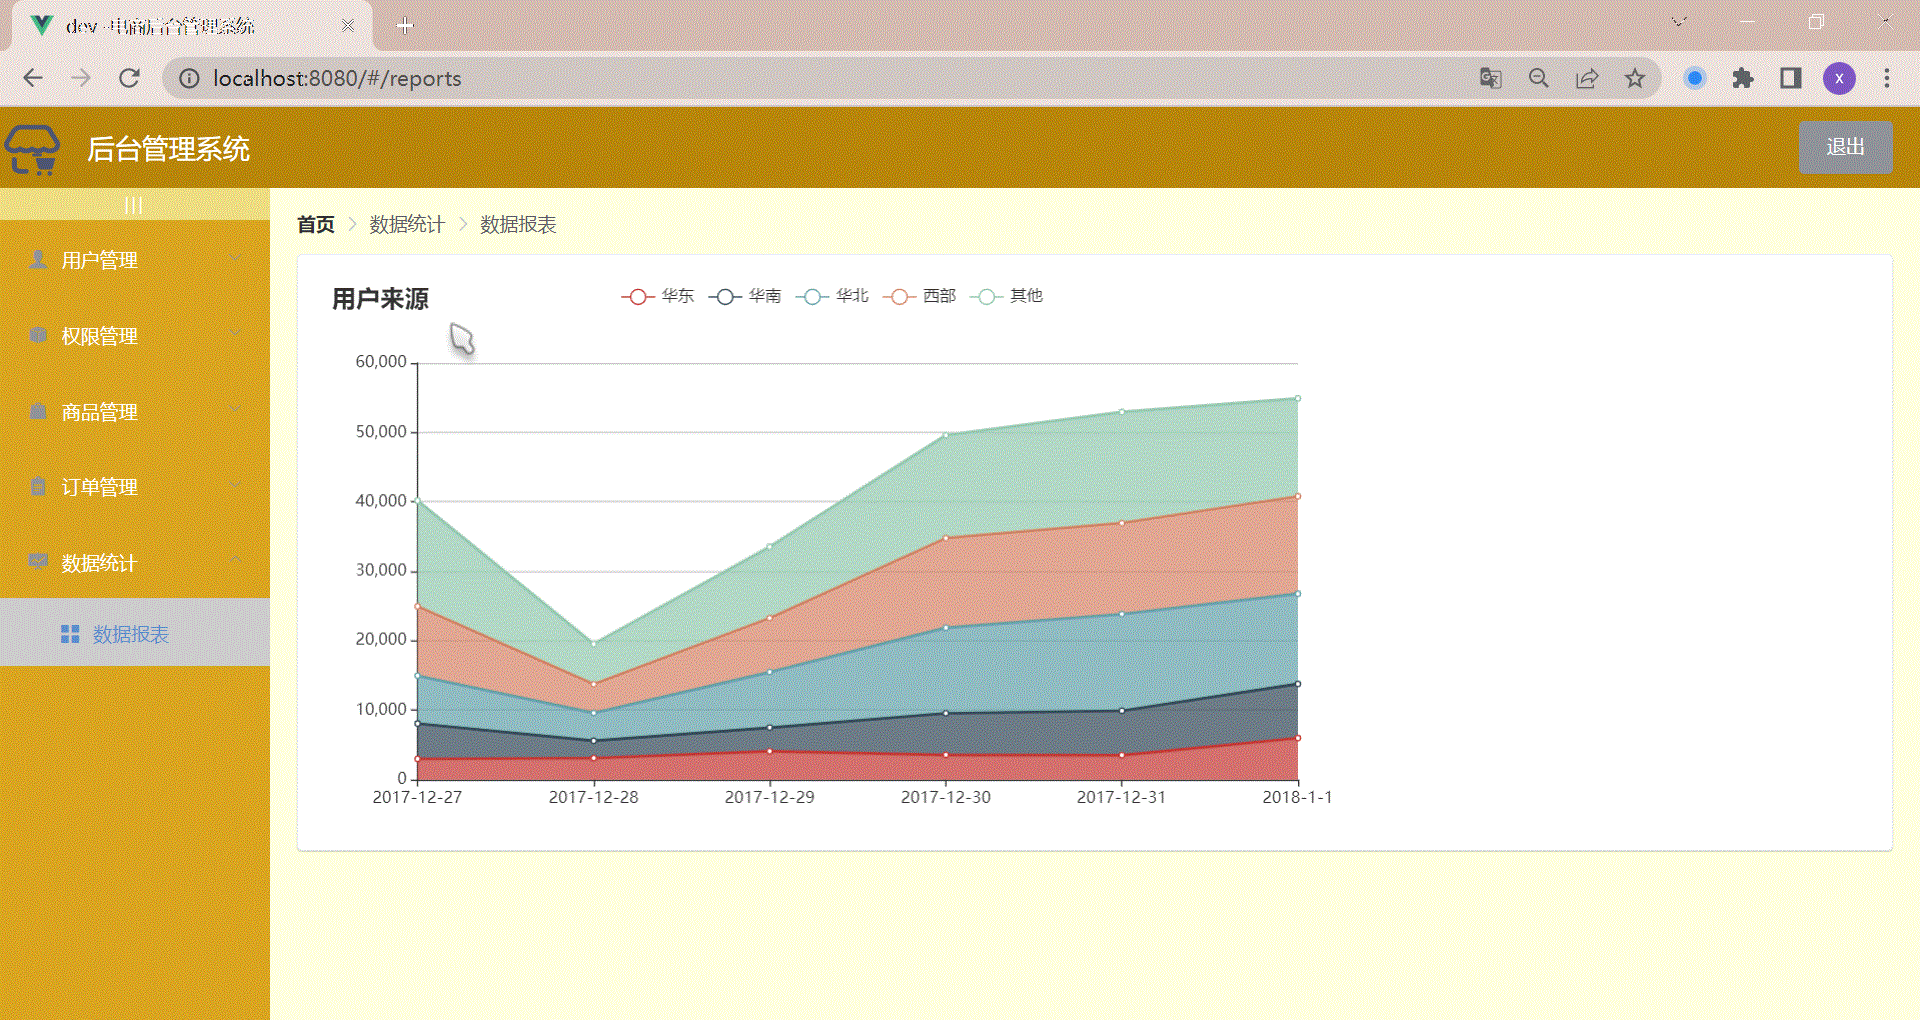 dev - 电商后台管理系统
localhost:8080/#/reports
X
后台管理系统
退出
|||
用户管理
权限管理
商品管理
订单管理
数据统计
数据报表
首页 > 数据统计 > 数据报表
用户来源
华东 华南 华北 西部 其他
60,000
50,000
40,000
30,000
20,000
10,000
0
2017-12-27 2017-12-28 2017-12-29 2017-12-30 2017-12-31 2018-1-1